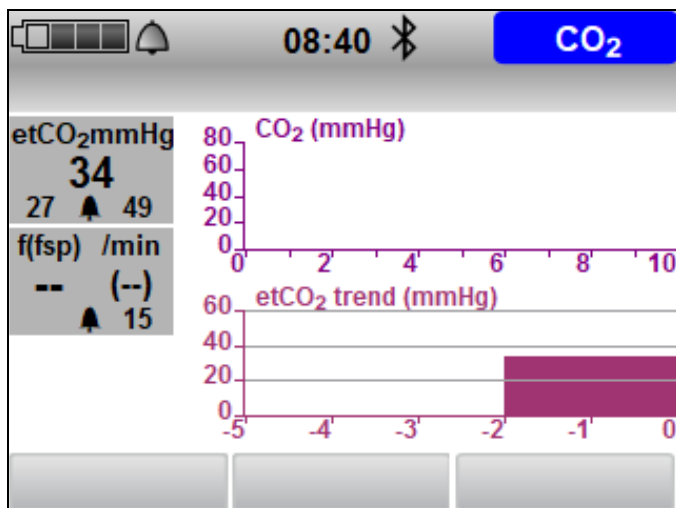 08:40 CO₂
etCO₂mmHg
34
27 49
f(fsp) /min
-- (--)
15
CO₂ (mmHg)
80
60
40
20
0
0 2 4 6 8 10
etCO₂ trend (mmHg)
60
40
20
0
-5 -4 -3 -2 -1 0